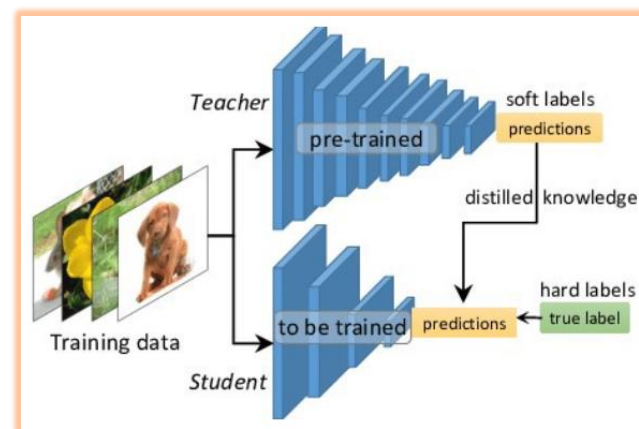 Teacher
pre-trained
soft labels
predictions
distilled knowledge
Training data
Student
to be trained
predictions
hard labels
true label